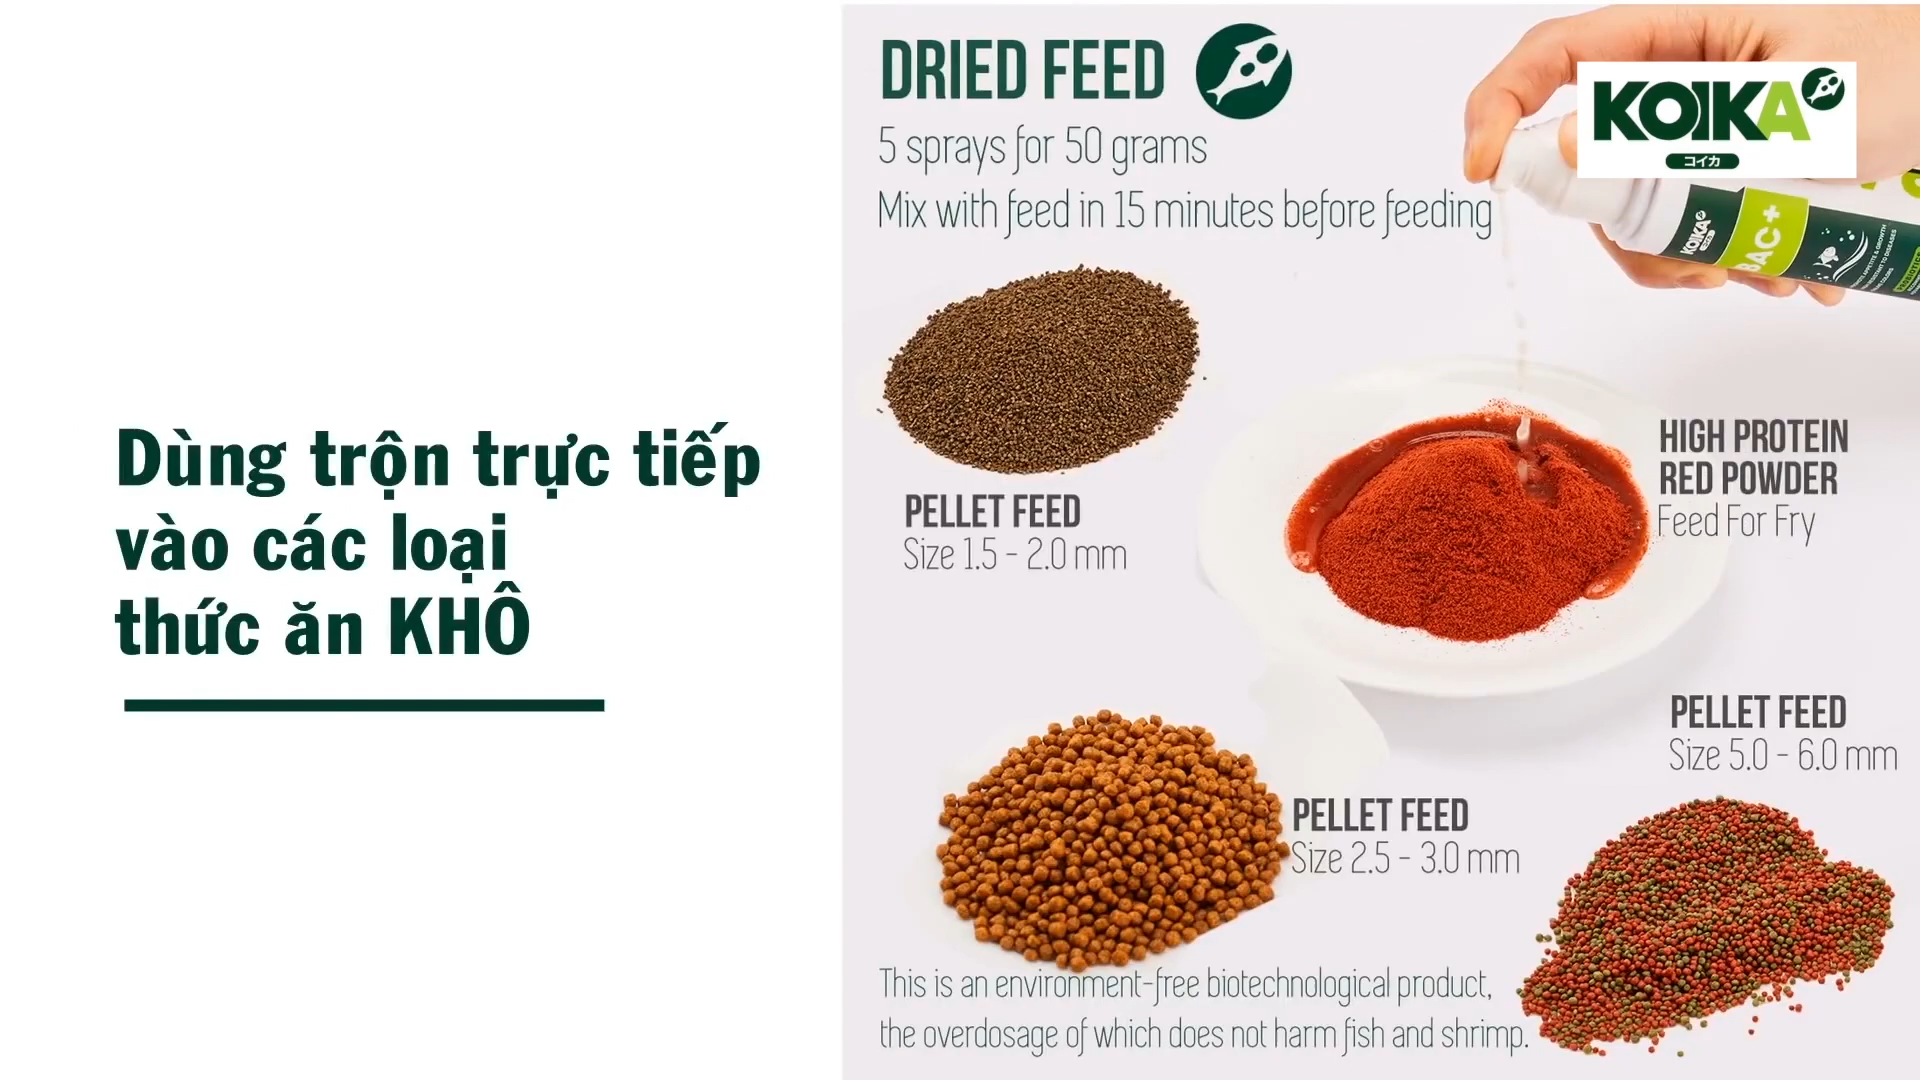 Dùng trộn trực tiếp
vào các loại
thức ăn KHÔ
DRIED FEED
5 sprays for 50 grams
Mix with feed in 15 minutes before feeding
KOIKA
コイカ
KOIKA
BAC+
PELLET FEED
Size 1.5 - 2.0 mm
HIGH PROTEIN
RED POWDER
Feed For Fry
PELLET FEED
Size 5.0 - 6.0 mm
PELLET FEED
Size 2.5 - 3.0 mm
This is an environment-free biotechnological product,
the overdosage of which does not harm fish and shrimp.